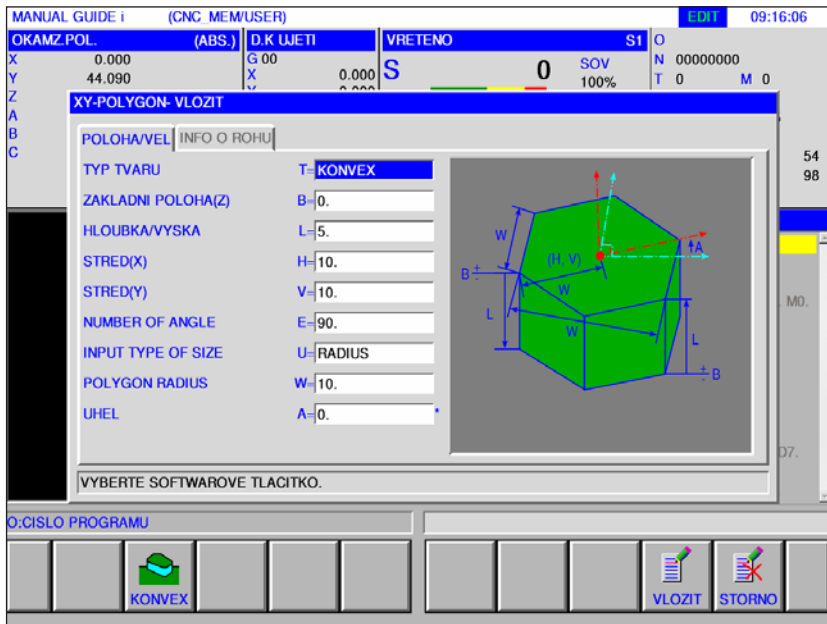 MANUAL GUIDE i (CNC_MEM/USER) EDIT 09:16:06
OKAMZ.POL. (ABS.) D.K UJETI VRETENO S1 O
X 0.000 G 00 S 0 SOV N 00000000
Y 44.090 X 0.000 100% T 0 M 0
Z
A
B
C
54
98
XY-POLYGON- VLOZIT
POLOHA/VEL INFO O ROHU
TYP TVARU T= KONVEX
ZAKLADNI POLOHA(Z) B= 0.
HLOUBKA/VYSKA L= 5.
STRED(X) H= 10.
STRED(Y) V= 10.
NUMBER OF ANGLE E= 90.
INPUT TYPE OF SIZE U= RADIUS
POLYGON RADIUS W= 10.
UHEL A= 0. °
W
(H, V)
A
B + -
W
L
W
L
+ - B
M0.
D7.
VYBERTE SOFTWAROVE TLACITKO.
O:CISLO PROGRAMU
KONVEX VLOZIT STORNO